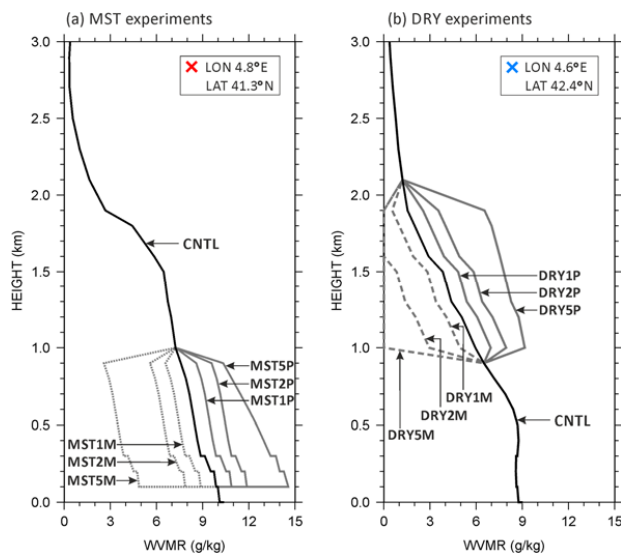 (a) MST experiments
3.0
2.5
2.0
1.5
1.0
0.5
0.0
HEIGHT (km)
LON 4.8°E
LAT 41.3°N
CNTL
MST5P
MST2P
MST1P
MST1M
MST2M
MST5M
0 3 6 9 12 15
WVMR (g/kg)
(b) DRY experiments
3.0
2.5
2.0
1.5
1.0
0.5
0.0
HEIGHT (km)
LON 4.6°E
LAT 42.4°N
DRY1P
DRY2P
DRY5P
DRY1M
DRY2M
DRY5M
CNTL
0 3 6 9 12 15
WVMR (g/kg)